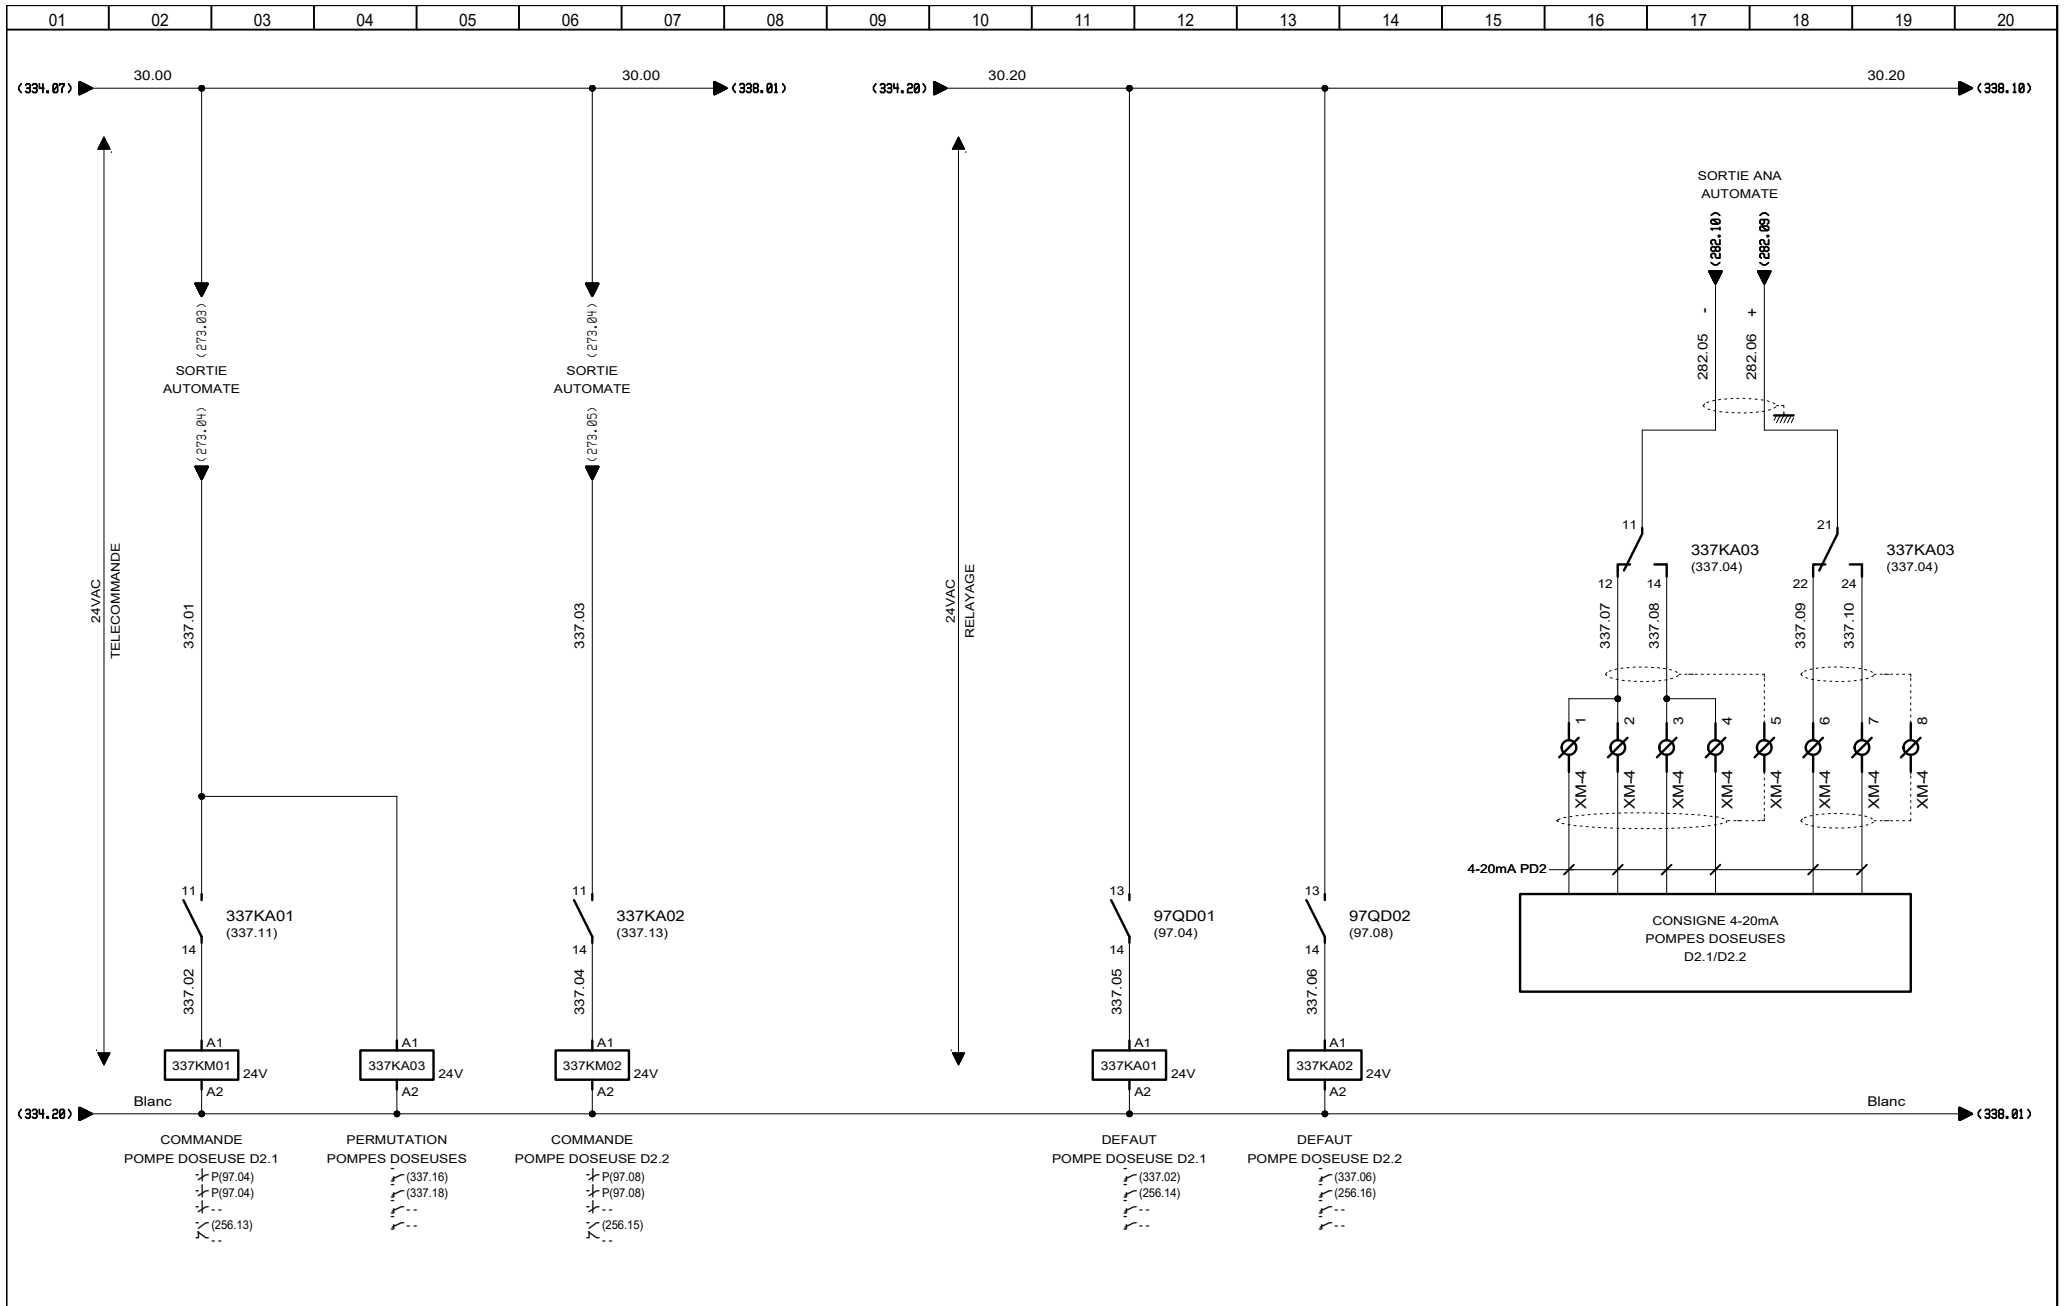 01 02 03 04 05 06 07 08 09 10 11 12 13 14 15 16 17 18 19 20
30.00 30.00 30.20 30.20
(334.07) (338.01) (334.20) (338.10)
SORTIE ANA
AUTOMATE
(282.10) (282.09)
- +
282.05 282.06
(273.03) (273.04)
SORTIE
AUTOMATE
SORTIE
AUTOMATE
(273.04) (273.05)
24VAC
TELECOMMANDE
337.01
337.03
24VAC
RELAYAGE
11 21
337KA03
(337.04)
337KA03
(337.04)
12 14 22 24
337.07 337.08 337.09 337.10
1 2 3 4 5 6 7 8
XM-4 XM-4 XM-4 XM-4 XM-4 XM-4 XM-4 XM-4
4-20mA PD2
CONSIGNE 4-20mA
POMPES DOSEUSES
D2.1/D2.2
11 11 13 13
337KA01
(337.11)
337KA02
(337.13)
97QD01
(97.04)
97QD02
(97.08)
14 14 14 14
337.02 337.04 337.05 337.06
A1 A1 A1 A1 A1
337KM01 24V 337KA03 24V 337KM02 24V 337KA01 24V 337KA02 24V
A2 A2 A2 A2 A2
Blanc Blanc
(334.20) (338.01)
COMMANDE
POMPE DOSEUSE D2.1
P(97.04)
P(97.04)
--
(256.13)
--
PERMUTATION
POMPES DOSEUSES
(337.16)
(337.18)
--
--
COMMANDE
POMPE DOSEUSE D2.2
P(97.08)
P(97.08)
--
(256.15)
--
DEFAUT
POMPE DOSEUSE D2.1
(337.02)
(256.14)
--
--
DEFAUT
POMPE DOSEUSE D2.2
(337.06)
(256.16)
--
--